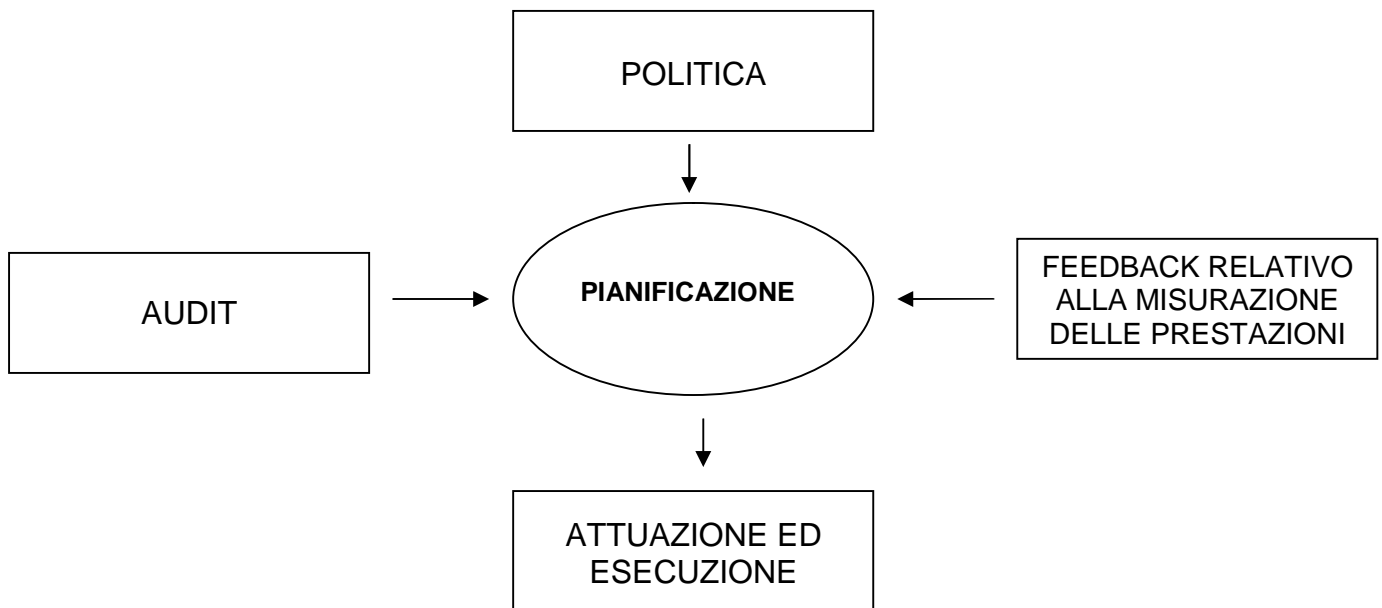 POLITICA
AUDIT
PIANIFICAZIONE
FEEDBACK RELATIVO
ALLA MISURAZIONE
DELLE PRESTAZIONI
ATTUAZIONE ED
ESECUZIONE